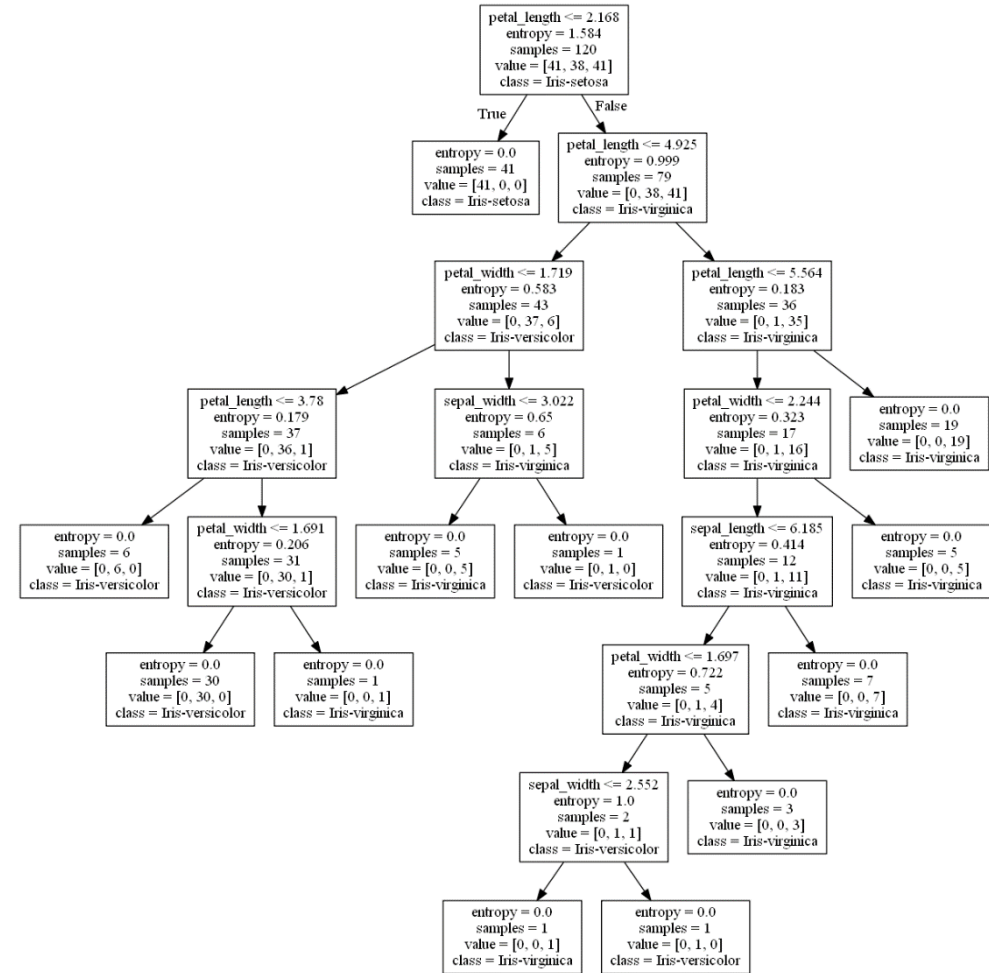 petal_length <= 2.168
entropy = 1.584
samples = 120
value = [41, 38, 41]
class = Iris-setosa
True
False
entropy = 0.0
samples = 41
value = [41, 0, 0]
class = Iris-setosa
petal_length <= 4.925
entropy = 0.999
samples = 79
value = [0, 38, 41]
class = Iris-virginica
petal_width <= 1.719
entropy = 0.583
samples = 43
value = [0, 37, 6]
class = Iris-versicolor
petal_length <= 5.564
entropy = 0.183
samples = 36
value = [0, 1, 35]
class = Iris-virginica
petal_length <= 3.78
entropy = 0.179
samples = 37
value = [0, 36, 1]
class = Iris-versicolor
sepal_width <= 3.022
entropy = 0.65
samples = 6
value = [0, 1, 5]
class = Iris-virginica
petal_width <= 2.244
entropy = 0.323
samples = 17
value = [0, 1, 16]
class = Iris-virginica
entropy = 0.0
samples = 19
value = [0, 0, 19]
class = Iris-virginica
entropy = 0.0
samples = 6
value = [0, 6, 0]
class = Iris-versicolor
petal_width <= 1.691
entropy = 0.206
samples = 31
value = [0, 30, 1]
class = Iris-versicolor
entropy = 0.0
samples = 5
value = [0, 0, 5]
class = Iris-virginica
entropy = 0.0
samples = 1
value = [0, 1, 0]
class = Iris-versicolor
sepal_length <= 6.185
entropy = 0.414
samples = 12
value = [0, 1, 11]
class = Iris-virginica
entropy = 0.0
samples = 5
value = [0, 0, 5]
class = Iris-virginica
entropy = 0.0
samples = 30
value = [0, 30, 0]
class = Iris-versicolor
entropy = 0.0
samples = 1
value = [0, 0, 1]
class = Iris-virginica
petal_width <= 1.697
entropy = 0.722
samples = 5
value = [0, 1, 4]
class = Iris-virginica
entropy = 0.0
samples = 7
value = [0, 0, 7]
class = Iris-virginica
sepal_width <= 2.552
entropy = 1.0
samples = 2
value = [0, 1, 1]
class = Iris-versicolor
entropy = 0.0
samples = 3
value = [0, 0, 3]
class = Iris-virginica
entropy = 0.0
samples = 1
value = [0, 0, 1]
class = Iris-virginica
entropy = 0.0
samples = 1
value = [0, 1, 0]
class = Iris-versicolor